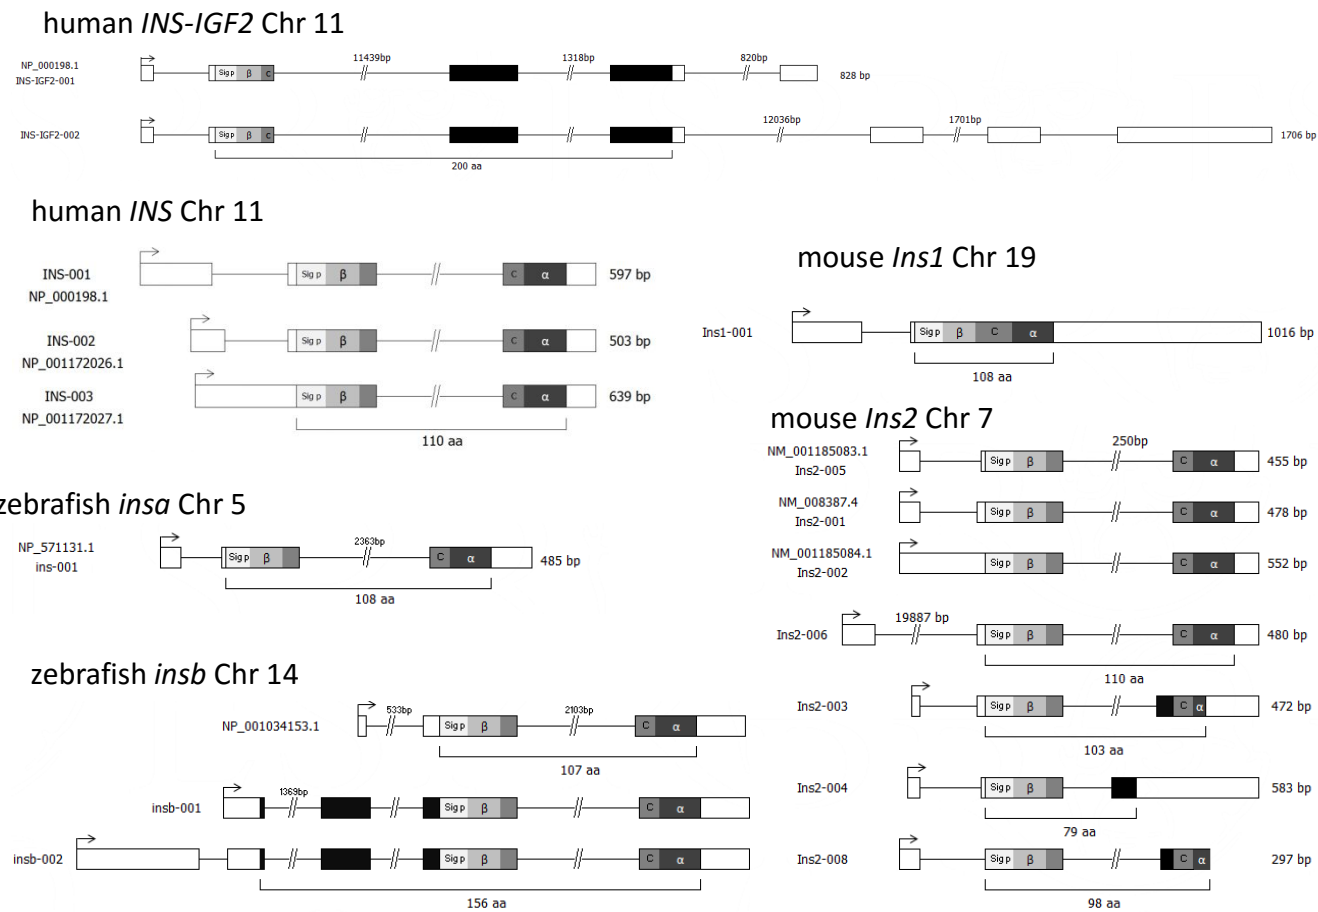 human INS-IGF2 Chr 11
11439bp
1318bp
820bp
NP_000198.1
INS-IGF2-001
Sig p β c
828 bp
12036bp
1701bp
INS-IGF2-002
Sig p β c
1706 bp
200 aa
human INS Chr 11
INS-001
NP_000198.1
Sig p β C α
597 bp
INS-002
NP_001172026.1
Sig p β C α
503 bp
INS-003
NP_001172027.1
Sig p β C α
639 bp
110 aa
mouse Ins1 Chr 19
Ins1-001
Sig p β C α
1016 bp
108 aa
mouse Ins2 Chr 7
250bp
NM_001185083.1
Ins2-005
Sig p β C α
455 bp
NM_008387.4
Ins2-001
Sig p β C α
478 bp
NM_001185084.1
Ins2-002
Sig p β C α
552 bp
19887 bp
Ins2-006
Sig p β C α
480 bp
110 aa
Ins2-003
Sig p β C α
472 bp
103 aa
Ins2-004
Sig p β
583 bp
79 aa
Ins2-008
Sig p β C α
297 bp
98 aa
zebrafish insa Chr 5
2363bp
NP_571131.1
ins-001
Sig p β C α
485 bp
108 aa
zebrafish insb Chr 14
533bp
2103bp
NP_001034153.1
Sig p β C α
107 aa
1369bp
insb-001
Sig p β C α
insb-002
Sig p β C α
156 aa